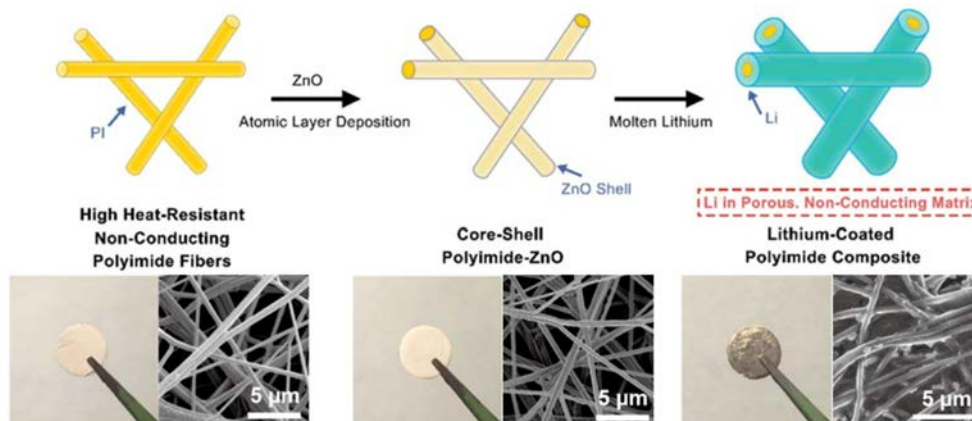 ZnO
Atomic Layer Deposition
Molten Lithium
PI
ZnO Shell
Li
Li in Porous. Non-Conducting Matrix
High Heat-Resistant
Non-Conducting
Polyimide Fibers
Core-Shell
Polyimide-ZnO
Lithium-Coated
Polyimide Composite
5 μm
5 μm
5 μm